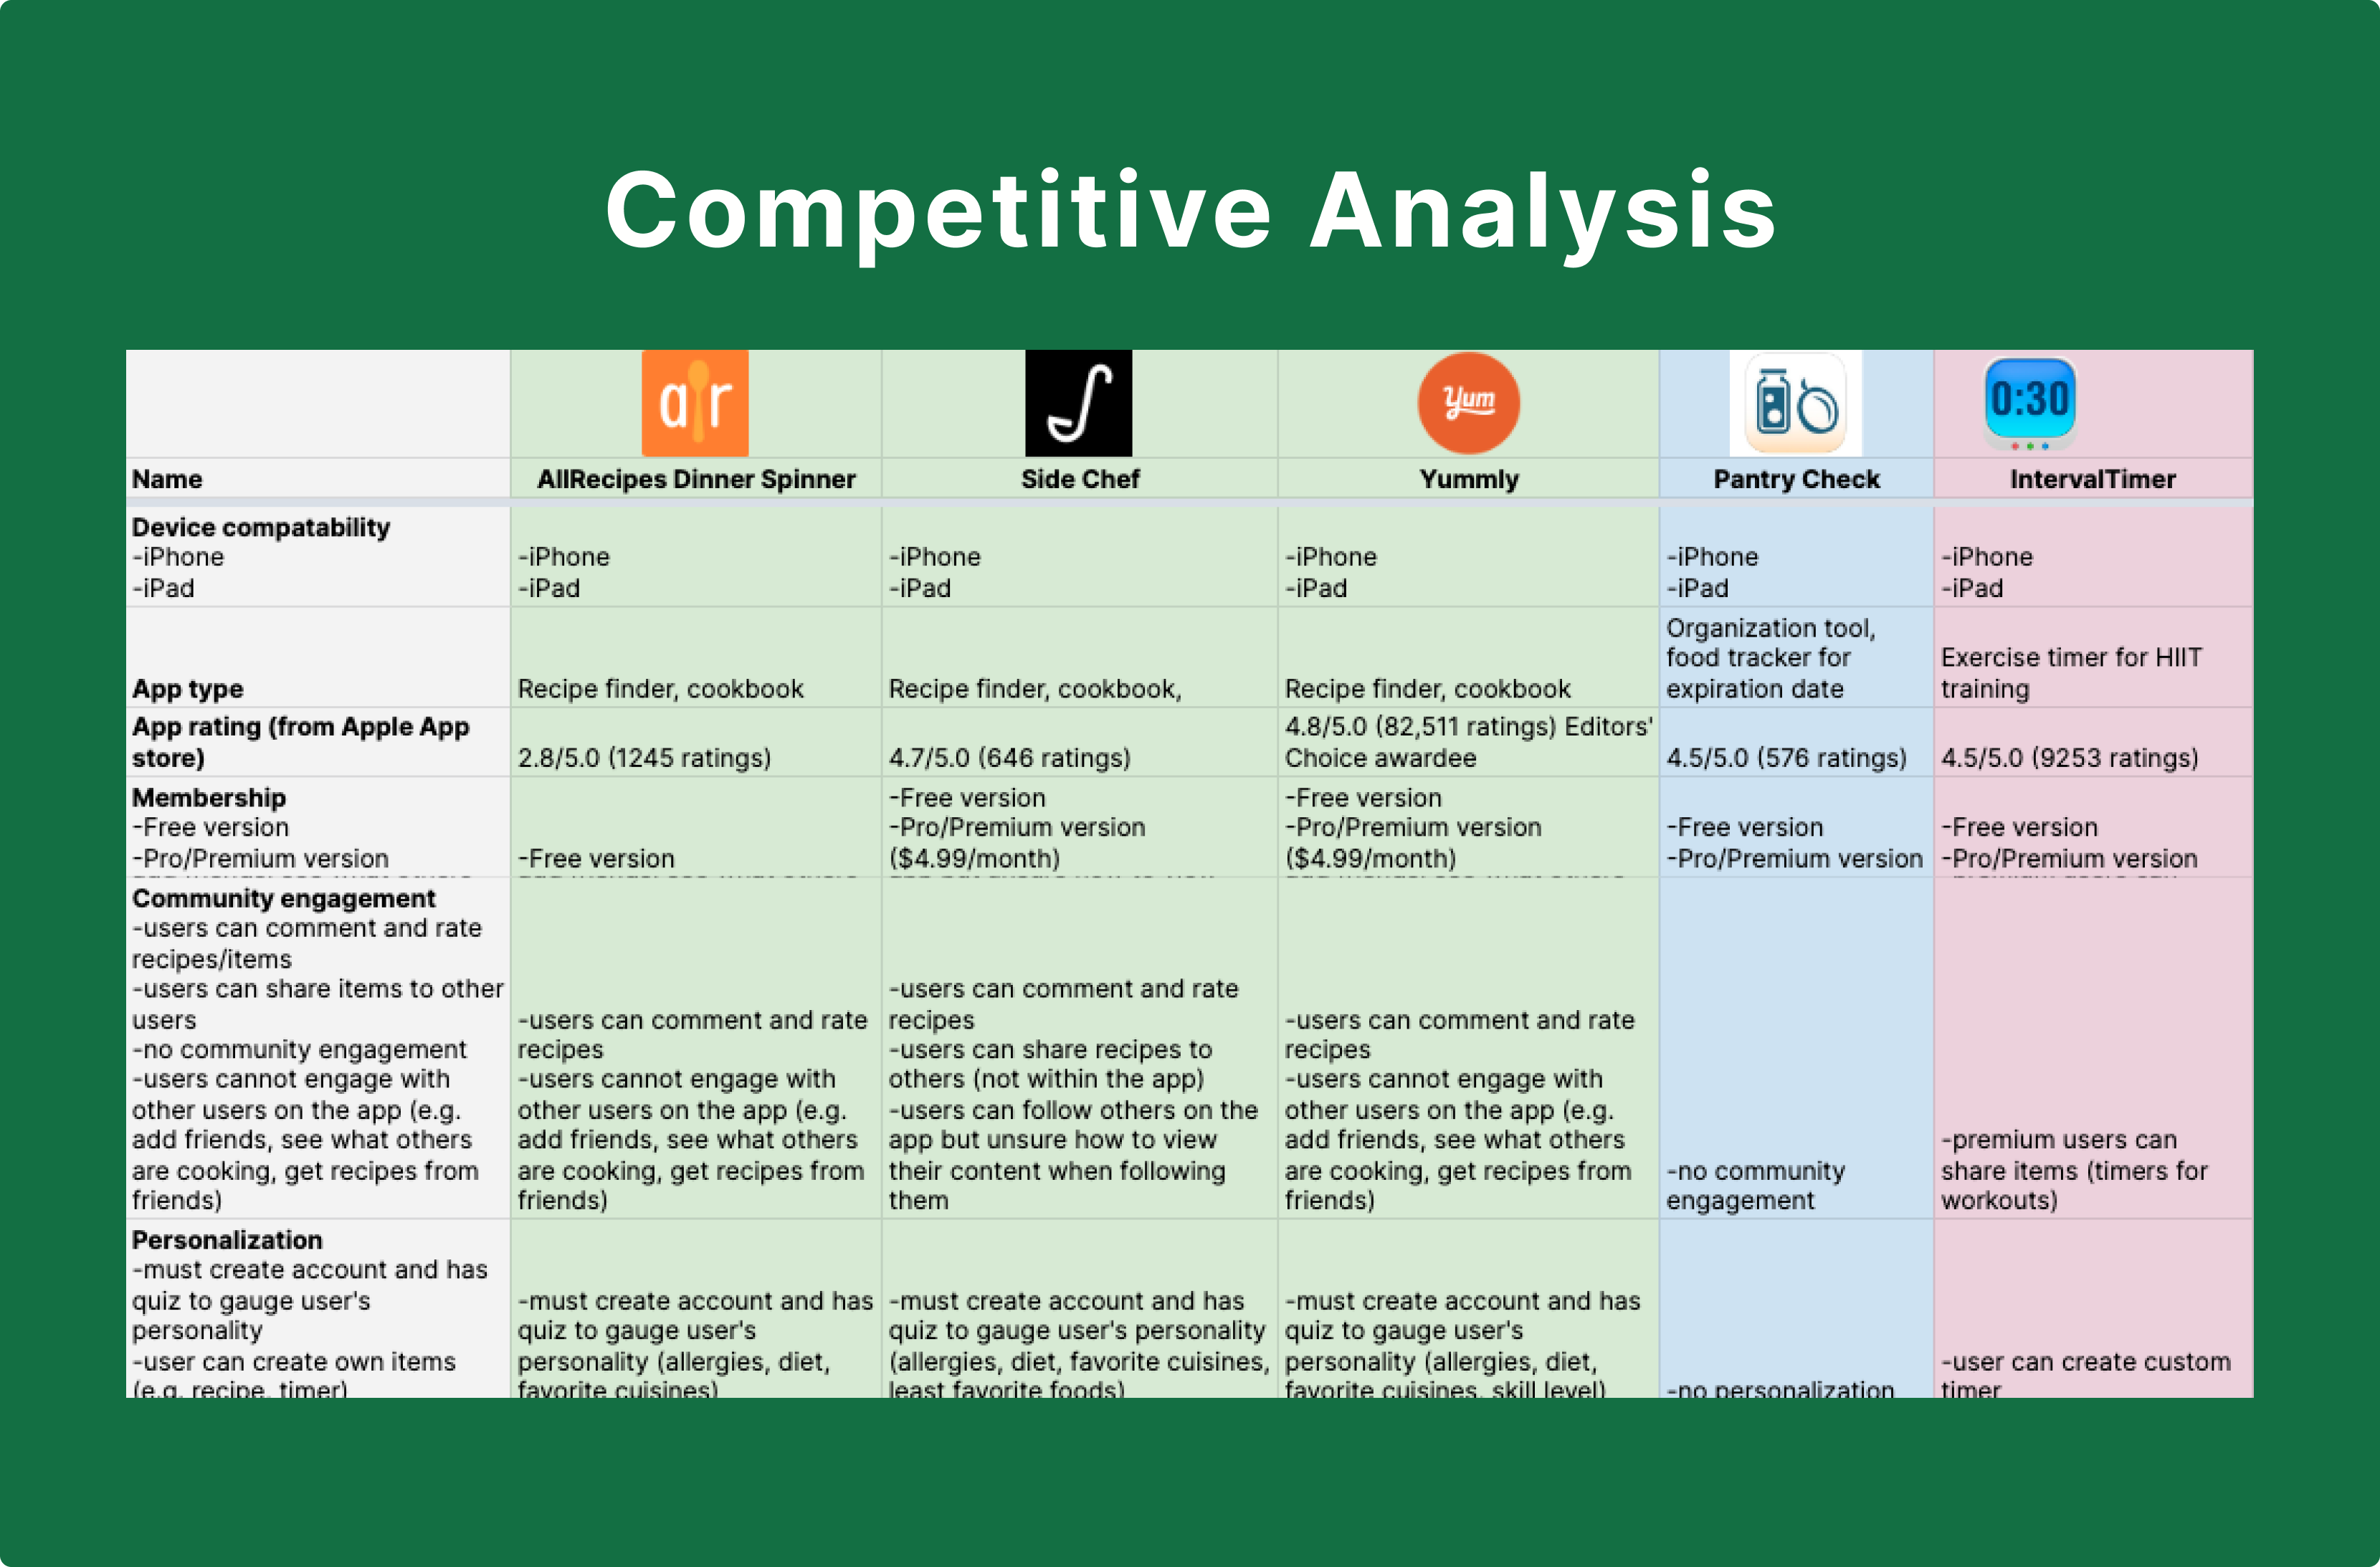 Competitive Analysis
air
Yum
0:30
Name
AllRecipes Dinner Spinner
Side Chef
Yummly
Pantry Check
IntervalTimer
Device compatability
-iPhone
-iPad
-iPhone
-iPad
-iPhone
-iPad
-iPhone
-iPad
-iPhone
-iPad
-iPhone
-iPad
App type
Recipe finder, cookbook
Recipe finder, cookbook,
Recipe finder, cookbook
Organization tool,
food tracker for
expiration date
Exercise timer for HIIT
training
App rating (from Apple App
store)
2.8/5.0 (1245 ratings)
4.7/5.0 (646 ratings)
4.8/5.0 (82,511 ratings) Editors'
Choice awardee
4.5/5.0 (576 ratings)
4.5/5.0 (9253 ratings)
Membership
-Free version
-Pro/Premium version
-Free version
-Free version
-Pro/Premium version
($4.99/month)
-Free version
-Pro/Premium version
($4.99/month)
-Free version
-Pro/Premium version
-Free version
-Pro/Premium version
Community engagement
-users can comment and rate
recipes/items
-users can share items to other
users
-no community engagement
-users cannot engage with
other users on the app (e.g.
add friends, see what others
are cooking, get recipes from
friends)
-users can comment and rate
recipes
-users cannot engage with
other users on the app (e.g.
add friends, see what others
are cooking, get recipes from
friends)
-users can comment and rate
recipes
-users can share recipes to
others (not within the app)
-users can follow others on the
app but unsure how to view
their content when following
them
-users can comment and rate
recipes
-users cannot engage with
other users on the app (e.g.
add friends, see what others
are cooking, get recipes from
friends)
-no community
engagement
-premium users can
share items (timers for
workouts)
Personalization
-must create account and has
quiz to gauge user's
personality
-user can create own items
(e.g. recipe, timer)
-must create account and has
quiz to gauge user's
personality (allergies, diet,
favorite cuisines)
-must create account and has
quiz to gauge user's personality
(allergies, diet, favorite cuisines,
least favorite foods)
-must create account and has
quiz to gauge user's
personality (allergies, diet,
favorite cuisines, skill level)
-no personalization
-user can create custom
timer